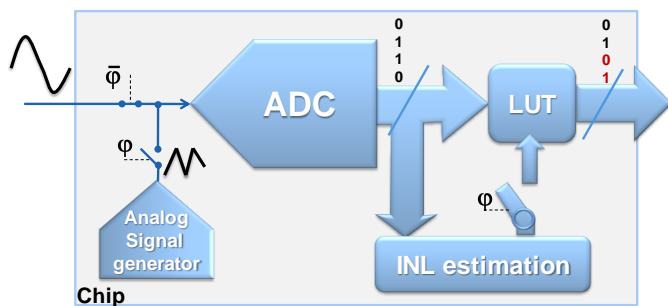 0
1
1
0
0
1
0
1
φ̄
ADC
LUT
φ
φ
Analog
Signal
generator
INL estimation
Chip